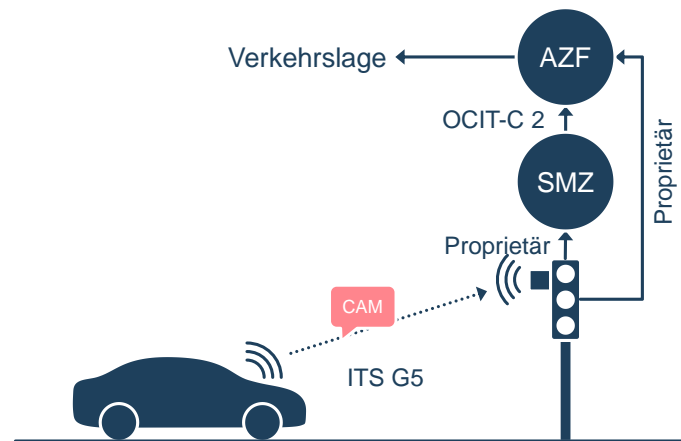 Verkehrslage
AZF
OCIT-C 2
SMZ
Proprietär
Proprietär
CAM
ITS G5